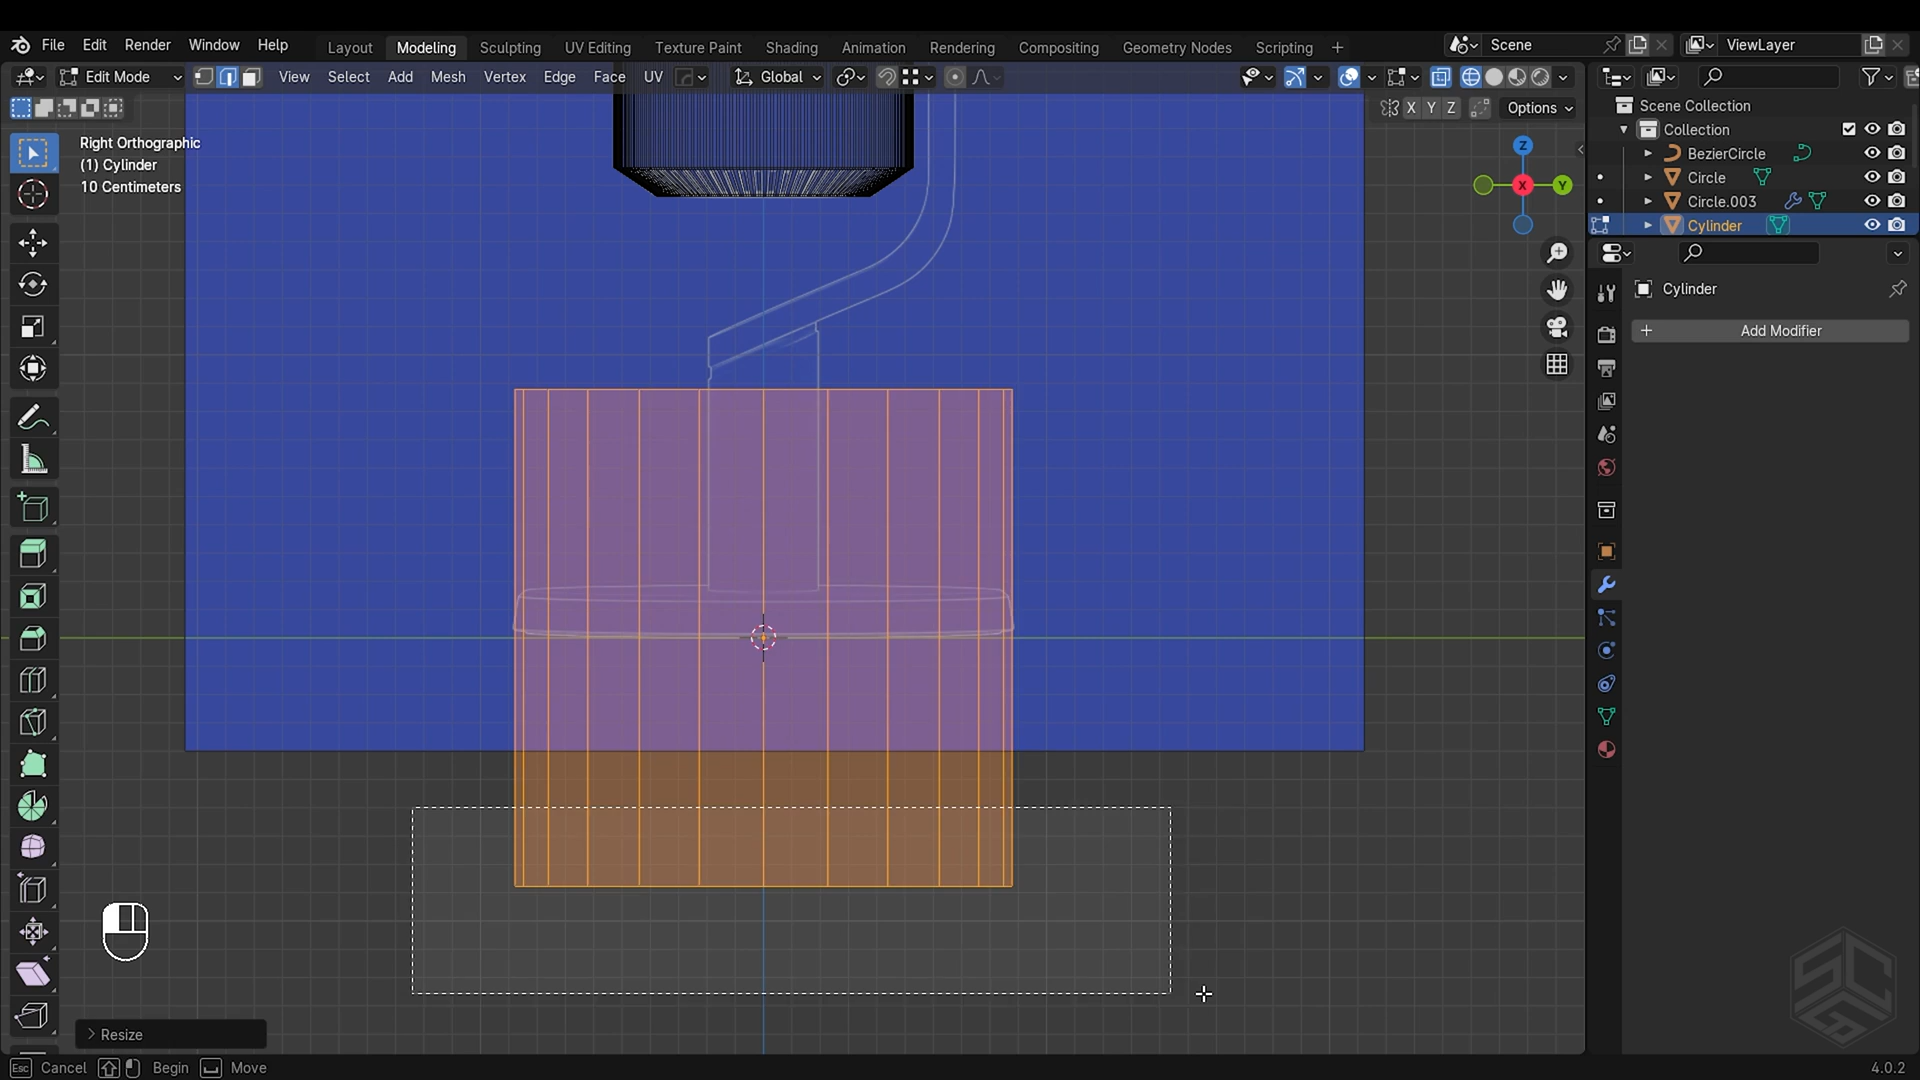 File Edit Render Window Help Layout Modeling Sculpting UV Editing Texture Paint Shading Animation Rendering Compositing Geometry Nodes Scripting + Scene ViewLayer
Edit Mode View Select Add Mesh Vertex Edge Face UV Global
X Y Z Options
Right Orthographic
(1) Cylinder
10 Centimeters
Z
X
Y
Scene Collection
Collection
BezierCircle
Circle
Circle.003
Cylinder
Cylinder
+ Add Modifier
Resize
SCG
Esc Cancel Begin Move 4.0.2